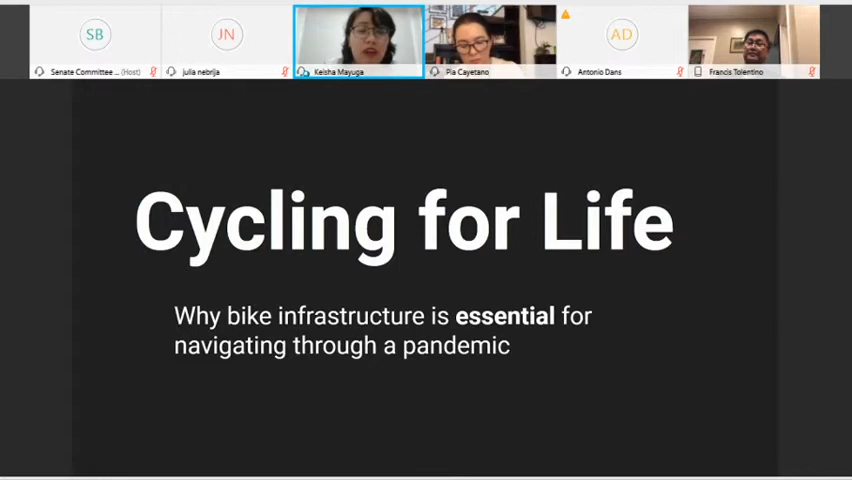 SB
JN
AD
Senate Committee ... (Host)
julia nebrija
Keisha Mayuga
Pia Cayetano
Antonio Dans
Francis Tolentino
Cycling for Life
Why bike infrastructure is essential for
navigating through a pandemic